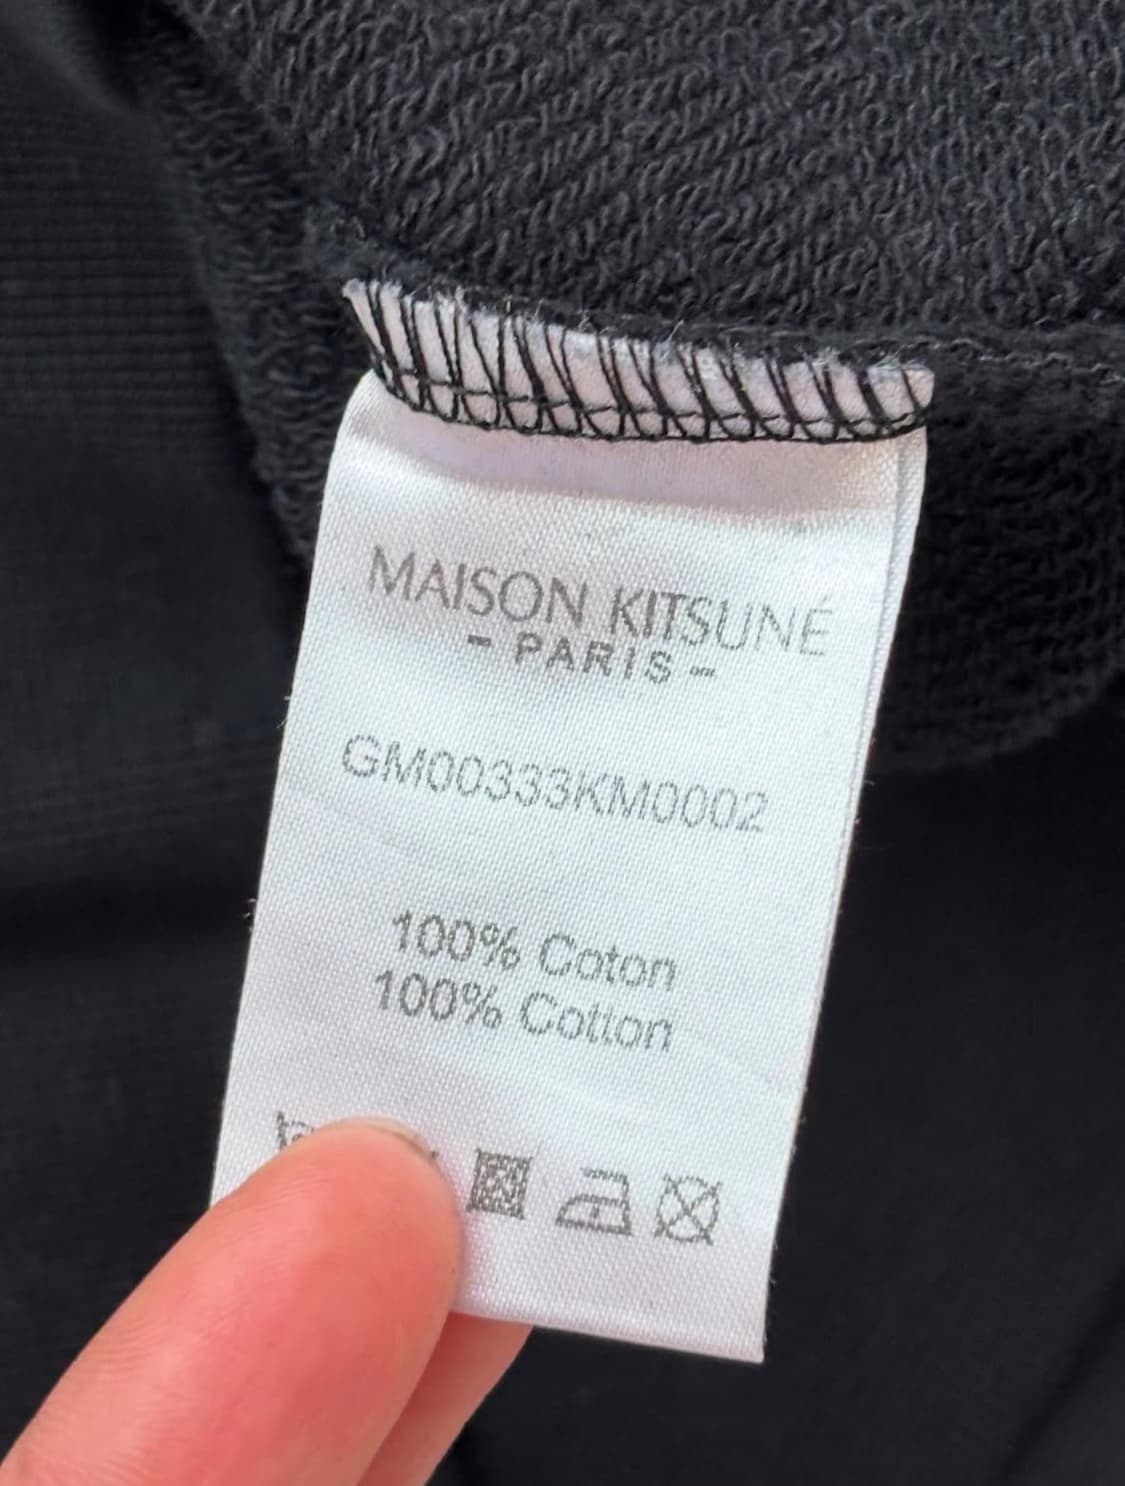 MAISON KITSUNÉ
- PARIS -
GM00333KM0002
100% Coton
100% Cotton